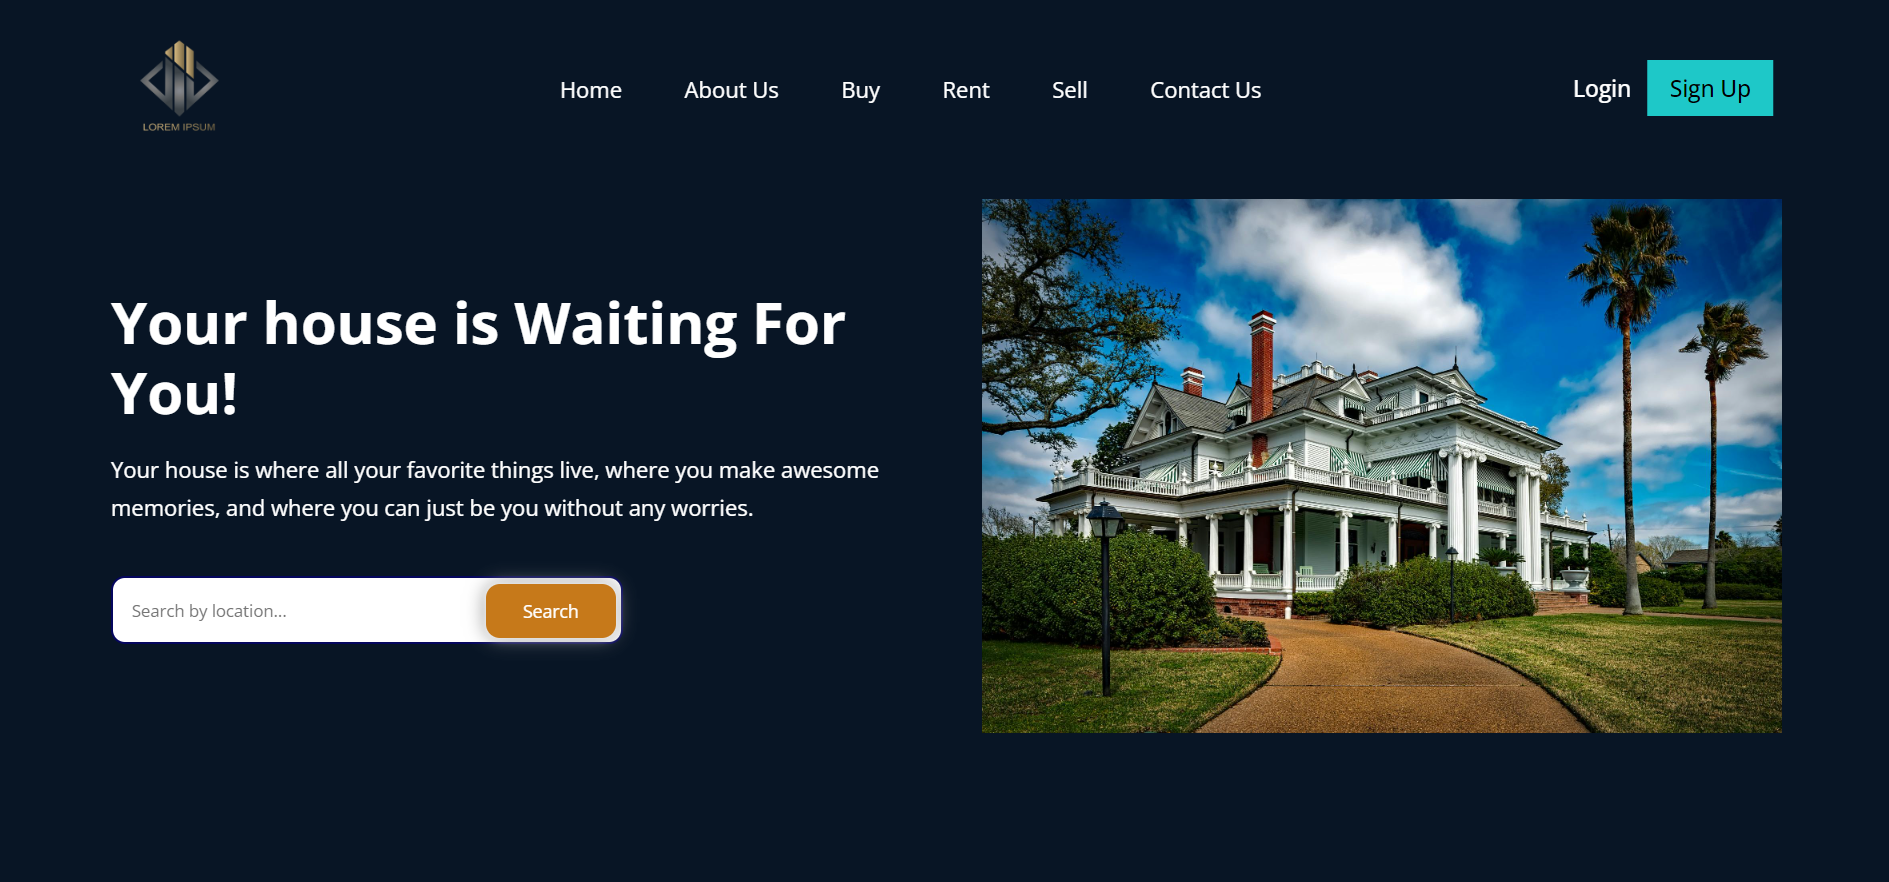 LOREM IPSUM
Home About Us Buy Rent Sell Contact Us
Login Sign Up
Your house is Waiting For
You!
Your house is where all your favorite things live, where you make awesome
memories, and where you can just be you without any worries.
Search by location...
Search